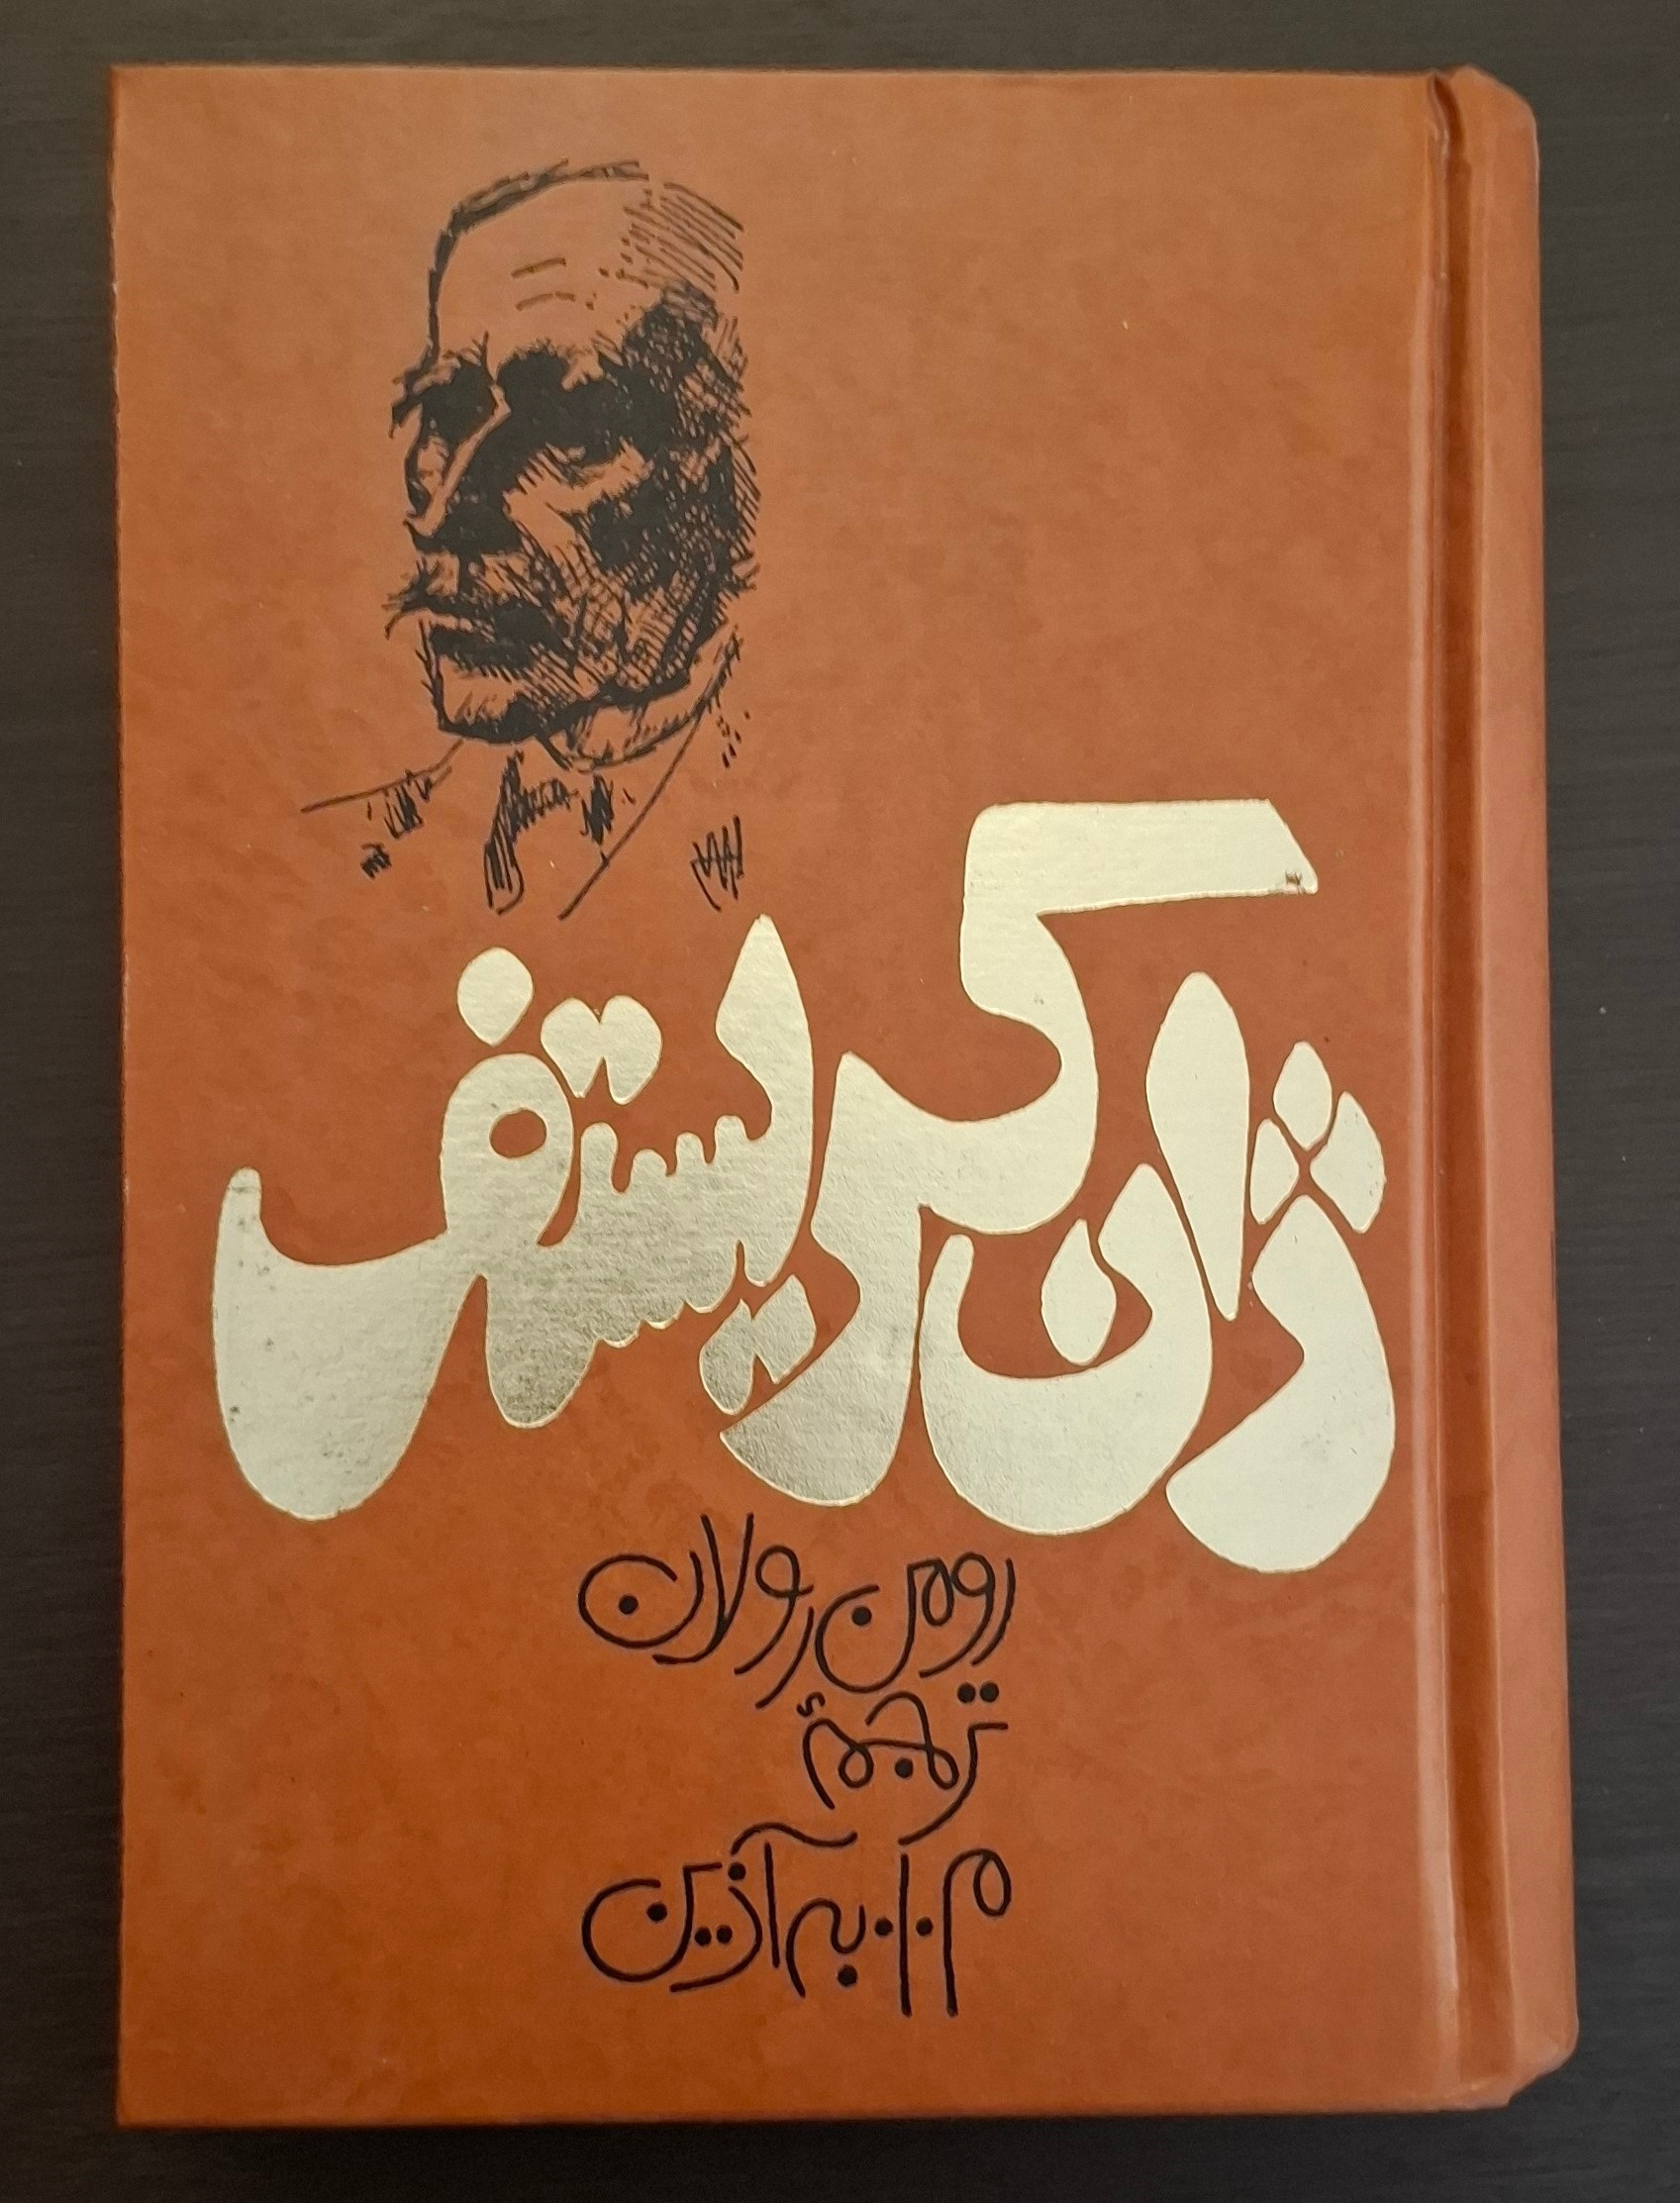 ژان کریستف
رومن رولان
ترجمهٔ
م.ا.به‌آذین